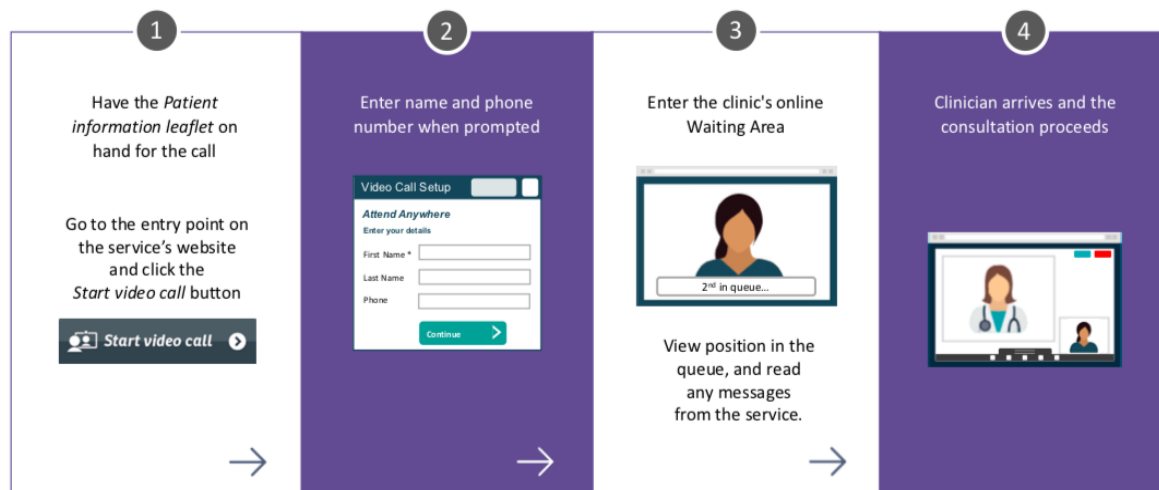 1
Have the Patient
information leaflet on
hand for the call
Go to the entry point on
the service's website
and click the
Start video call button
Start video call
2
Enter name and phone
number when prompted
Video Call Setup
Attend Anywhere
Enter your details
First Name *
Last Name
Phone
Continue
3
Enter the clinic's online
Waiting Area
2nd in queue...
View position in the
queue, and read
any messages
from the service.
4
Clinician arrives and the
consultation proceeds